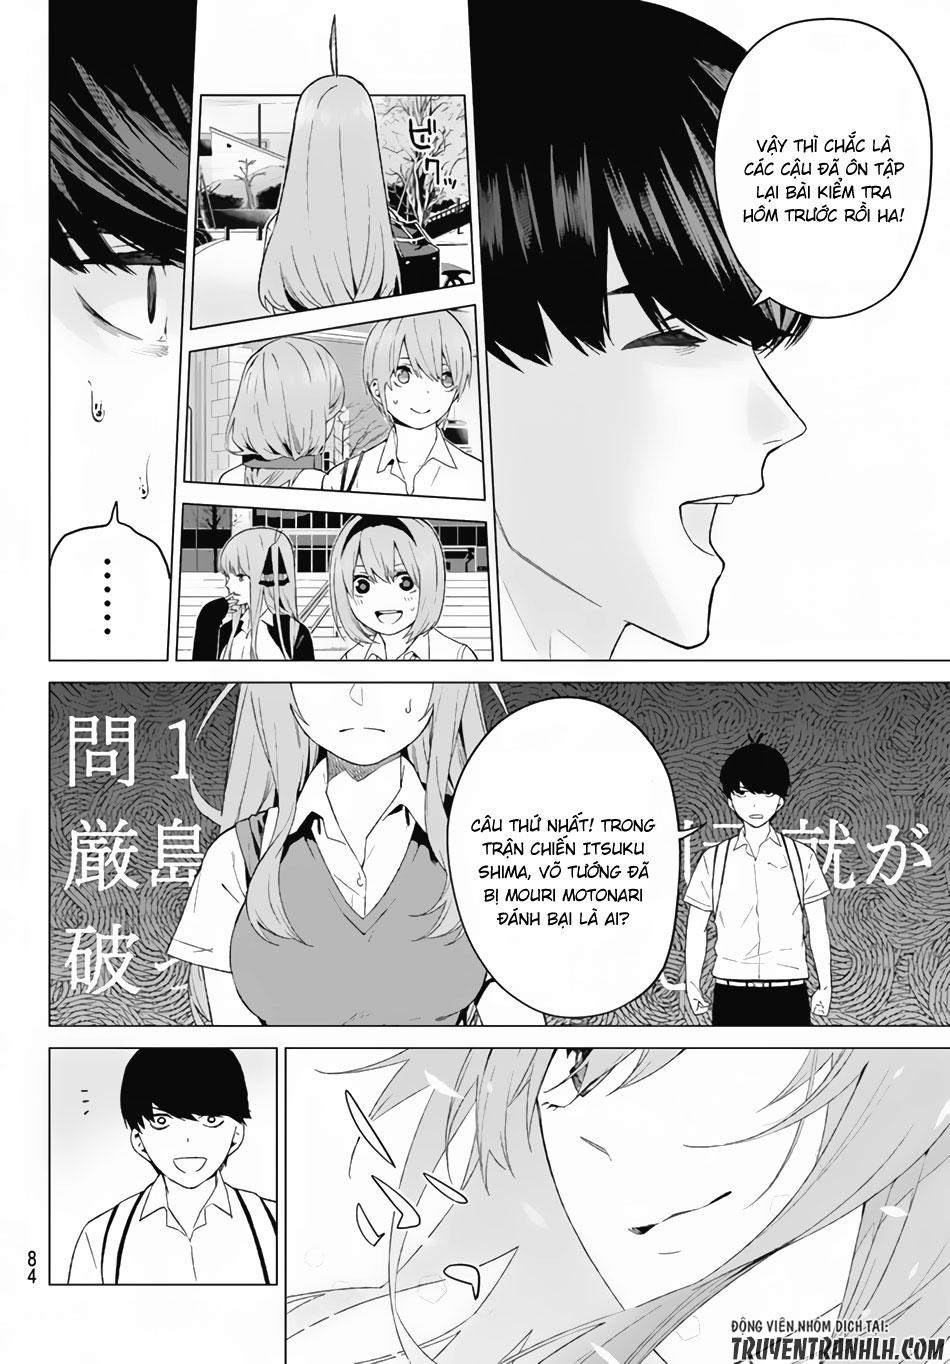 VẬY THÌ CHẮC LÀ
CÁC CẬU ĐÃ ÔN TẬP
LẠI BÀI KIỂM TRA
HÔM TRƯỚC RỒI HA!
ビクッ
......
問1
厳島
就が
破
CÂU THỨ NHẤT! TRONG
TRẬN CHIẾN ITSUKU
SHIMA, VÕ TƯỚNG ĐÃ
BỊ MOURI MOTONARI
ĐÁNH BẠI LÀ AI?
84
ĐỘNG VIÊN NHÓM DỊCH TẠI:
TRUYENTRANHLH.COM